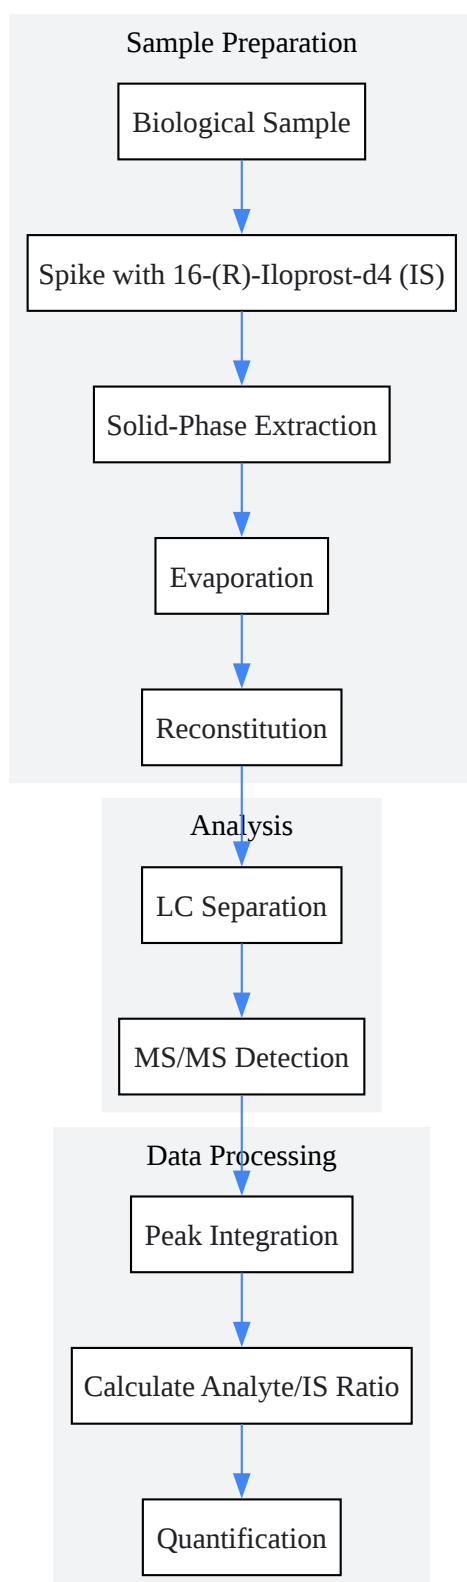 Sample Preparation
Biological Sample
Spike with 16-(R)-Iloprost-d4 (IS)
Solid-Phase Extraction
Evaporation
Reconstitution
Analysis
LC Separation
MS/MS Detection
Data Processing
Peak Integration
Calculate Analyte/IS Ratio
Quantification